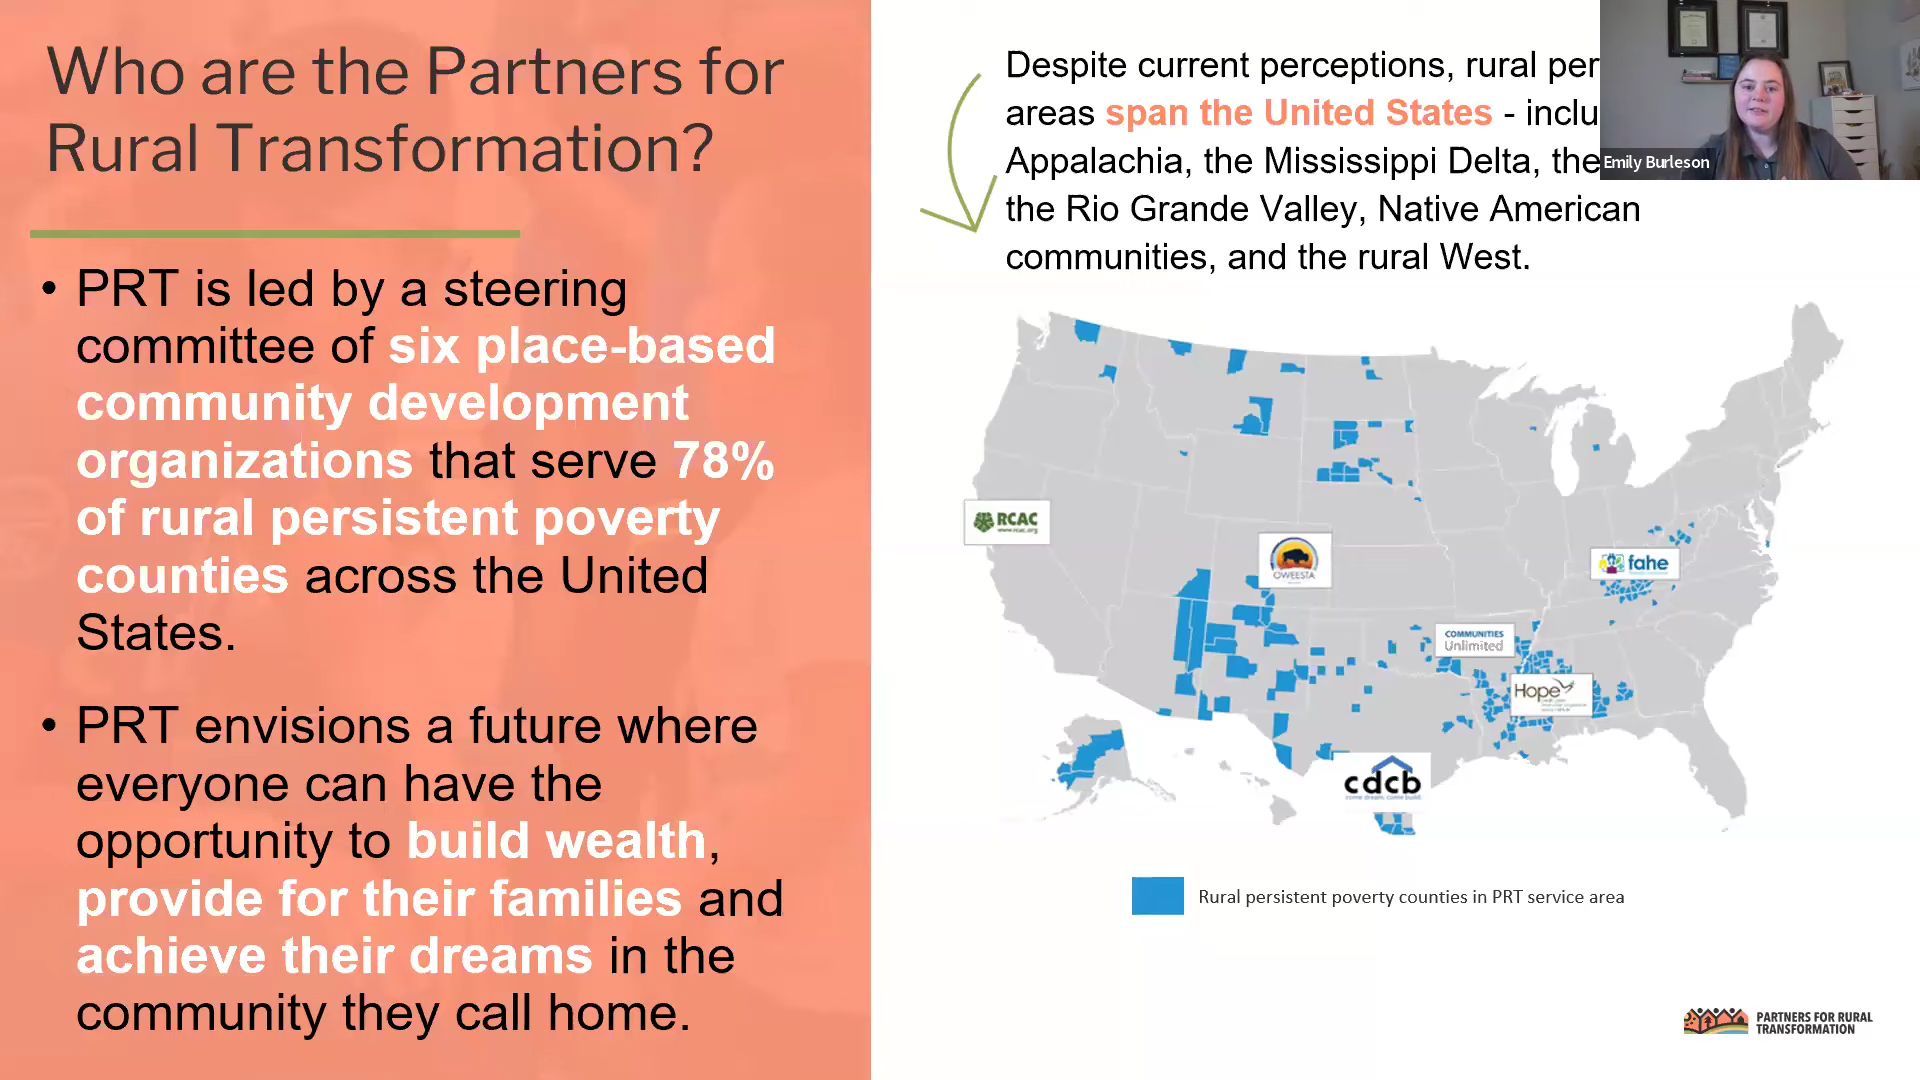 Who are the Partners for
Rural Transformation?
• PRT is led by a steering
committee of six place-based
community development
organizations that serve 78%
of rural persistent poverty
counties across the United
States.
• PRT envisions a future where
everyone can have the
opportunity to build wealth,
provide for their families and
achieve their dreams in the
community they call home.
Despite current perceptions, rural per
areas span the United States - inclu
Appalachia, the Mississippi Delta, the
the Rio Grande Valley, Native American
communities, and the rural West.
Emily Burleson
RCAC
www.rcac.org
OWEESTA
fahe
COMMUNITIES
Unlimited
Hope
cdcb
Rural persistent poverty counties in PRT service area
PARTNERS FOR RURAL
TRANSFORMATION